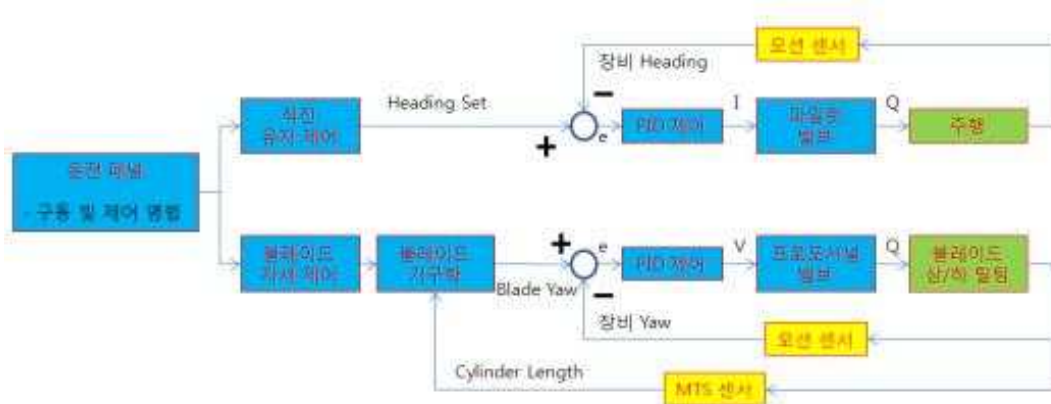 모션 센서
장비 Heading
직진
유지 제어
Heading Set
−
+
e
PID 제어
I
파일럿
밸브
Q
주행
운전 패널
- 구동 및 제어 명령
블레이드
자세 제어
블레이드
기구학
Blade Yaw
+
e
−
PID 제어
V
프로포셔널
밸브
Q
블레이드
상/하 틸팅
장비 Yaw
모션 센서
Cylinder Length
MTS 센서